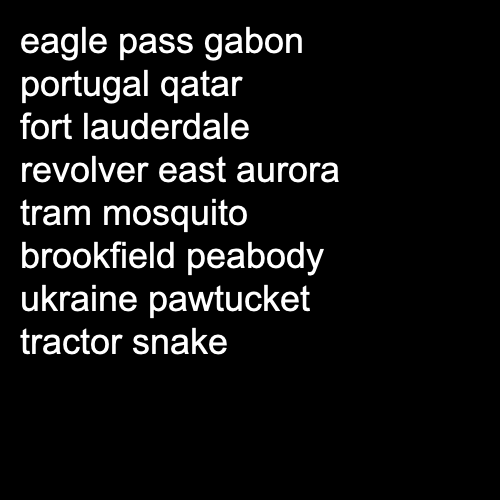 eagle pass gabon
portugal qatar
fort lauderdale
revolver east aurora
tram mosquito
brookfield peabody
ukraine pawtucket
tractor snake